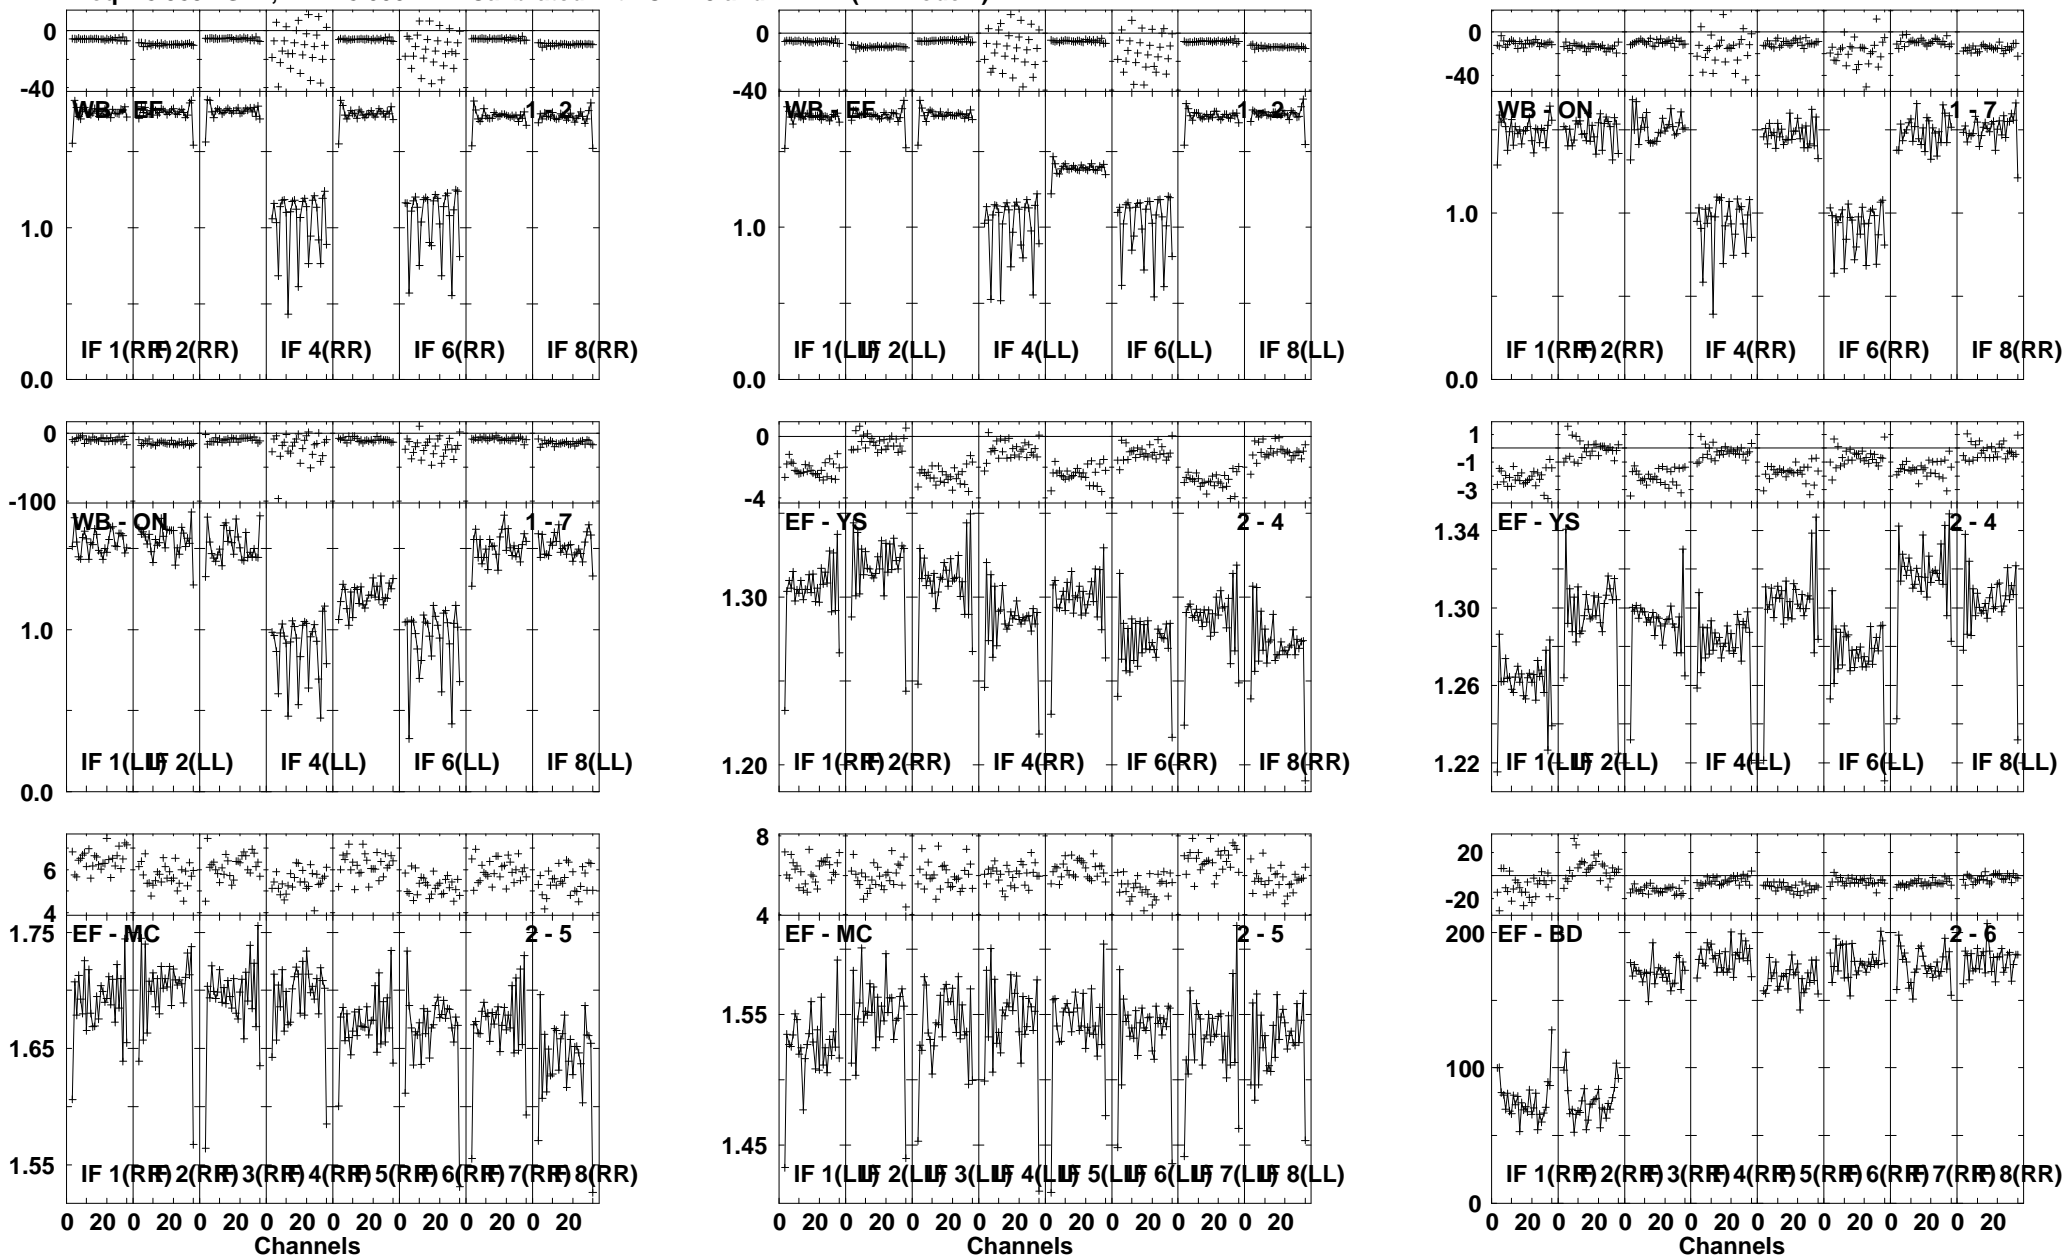 0 0 0
-40 -40 -40
WB - EF 1 - 2 WB - EF 1 - 2 WB - ON 1 - 7
1.0 1.0 1.0
IF 1(RR) IF 2(RR) IF 4(RR) IF 6(RR) IF 8(RR) IF 1(LL) IF 2(LL) IF 4(LL) IF 6(LL) IF 8(LL) IF 1(RR) IF 2(RR) IF 4(RR) IF 6(RR) IF 8(RR)
0.0 0.0 0.0
0 0 1
-1
-100 -4 -3
WB - ON 1 - 7 EF - YS 2 - 4 EF - YS 2 - 4
1.34
1.30 1.30
1.0
1.26
IF 1(LL) IF 2(LL) IF 4(LL) IF 6(LL) IF 8(LL) IF 1(RR) IF 2(RR) IF 4(RR) IF 6(RR) IF 8(RR) IF 1(LL) IF 2(LL) IF 4(LL) IF 6(LL) IF 8(LL)
0.0 1.20 1.22
6 8 20
6
4 4 -20
1.75 EF - MC 2 - 5 EF - MC 2 - 5 200 EF - BD 2 - 6
1.65 1.55 100
1.55 1.45
IF 1(RR) IF 2(RR) IF 3(RR) IF 4(RR) IF 5(RR) IF 6(RR) IF 7(RR) IF 8(RR) IF 1(LL) IF 2(LL) IF 3(LL) IF 4(LL) IF 5(LL) IF 6(LL) IF 7(LL) IF 8(LL) IF 1(RR) IF 2(RR) IF 3(RR) IF 4(RR) IF 5(RR) IF 6(RR) IF 7(RR) IF 8(RR)
0
0 20 0 20 0 20 0 20 0 20 0 20 0 20 0 20 0 20 0 20 0 20 0 20 0 20 0 20 0 20 0 20 0 20 0 20 0 20 0 20 0 20 0 20 0 20 0 20
Channels Channels Channels